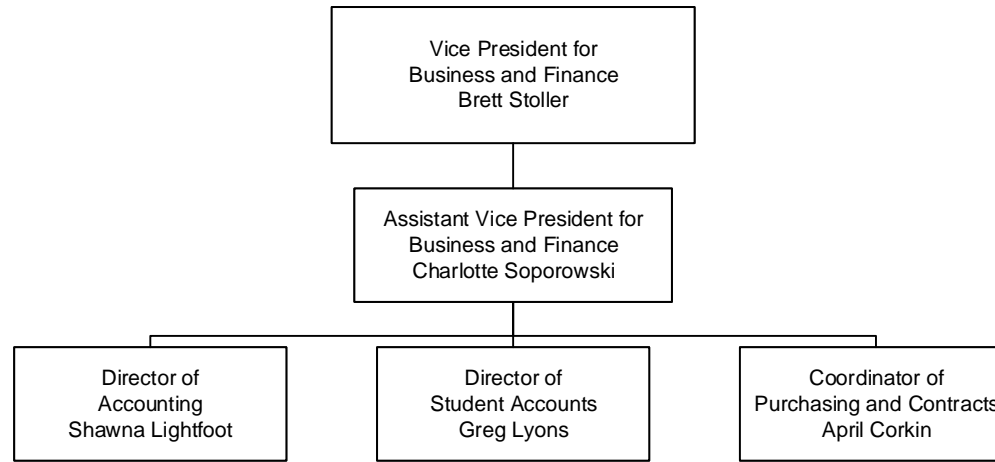 Vice President for
Business and Finance
Brett Stoller
Assistant Vice President for
Business and Finance
Charlotte Soporowski
Director of
Accounting
Shawna Lightfoot
Director of
Student Accounts
Greg Lyons
Coordinator of
Purchasing and Contracts
April Corkin